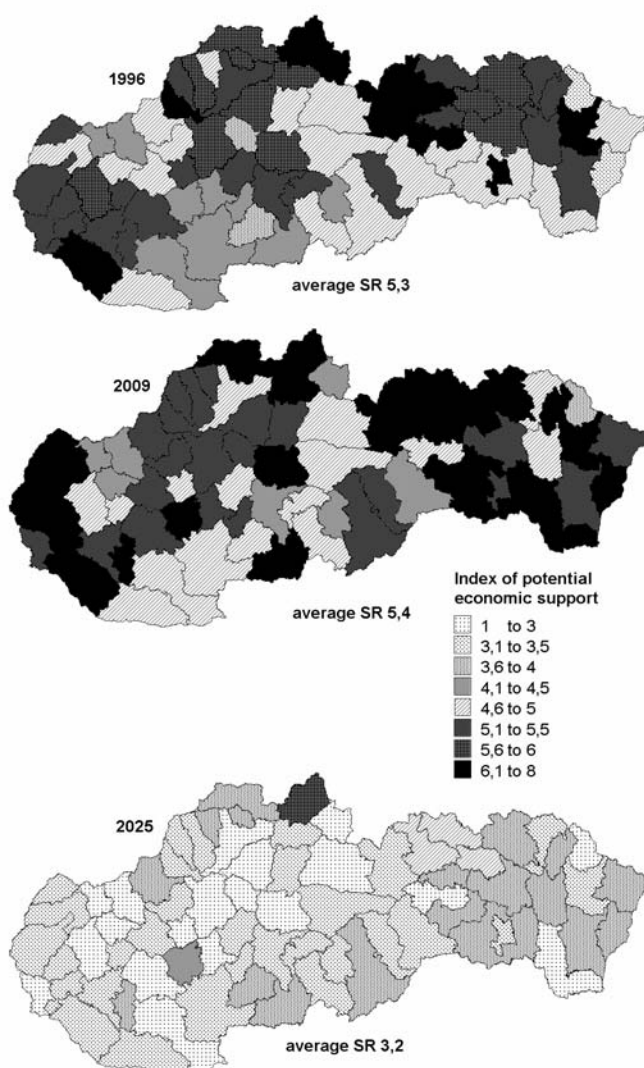 1996
average SR 5,3
2009
average SR 5,4
Index of potential
economic support
1 to 3
3,1 to 3,5
3,6 to 4
4,1 to 4,5
4,6 to 5
5,1 to 5,5
5,6 to 6
6,1 to 8
2025
average SR 3,2